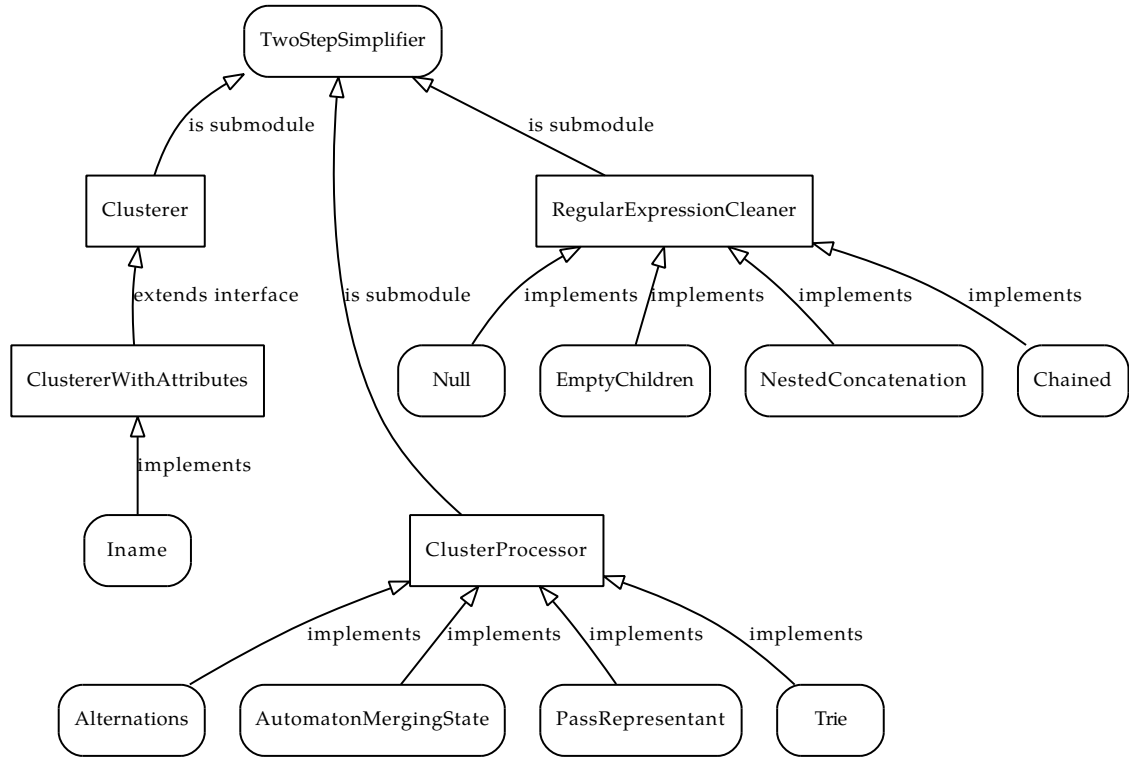 TwoStepSimplifier
is submodule
is submodule
Clusterer
RegularExpressionCleaner
extends interface
is submodule
implements
implements
implements
implements
ClustererWithAttributes
Null
EmptyChildren
NestedConcatenation
Chained
implements
Iname
ClusterProcessor
implements
implements
implements
implements
Alternations
AutomatonMergingState
PassRepresentant
Trie